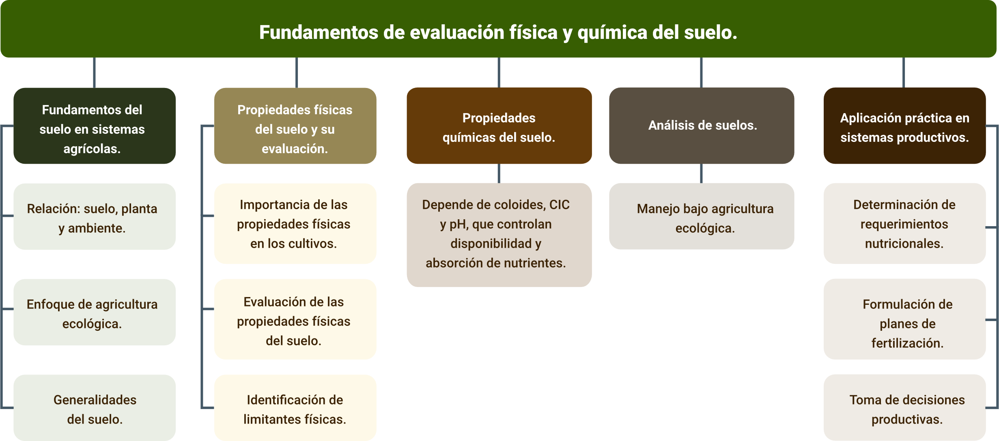 Fundamentos de evaluación física y química del suelo.
Fundamentos del
suelo en sistemas
agrícolas.
Relación: suelo, planta
y ambiente.
Enfoque de agricultura
ecológica.
Generalidades
del suelo.
Propiedades físicas
del suelo y su
evaluación.
Importancia de las
propiedades físicas
en los cultivos.
Evaluación de las
propiedades físicas
del suelo.
Identificación de
limitantes físicas.
Propiedades
químicas del suelo.
Depende de coloides, CIC
y pH, que controlan
disponibilidad y
absorción de nutrientes.
Análisis de suelos.
Manejo bajo agricultura
ecológica.
Aplicación práctica en
sistemas productivos.
Determinación de
requerimientos
nutricionales.
Formulación de
planes de
fertilización.
Toma de decisiones
productivas.